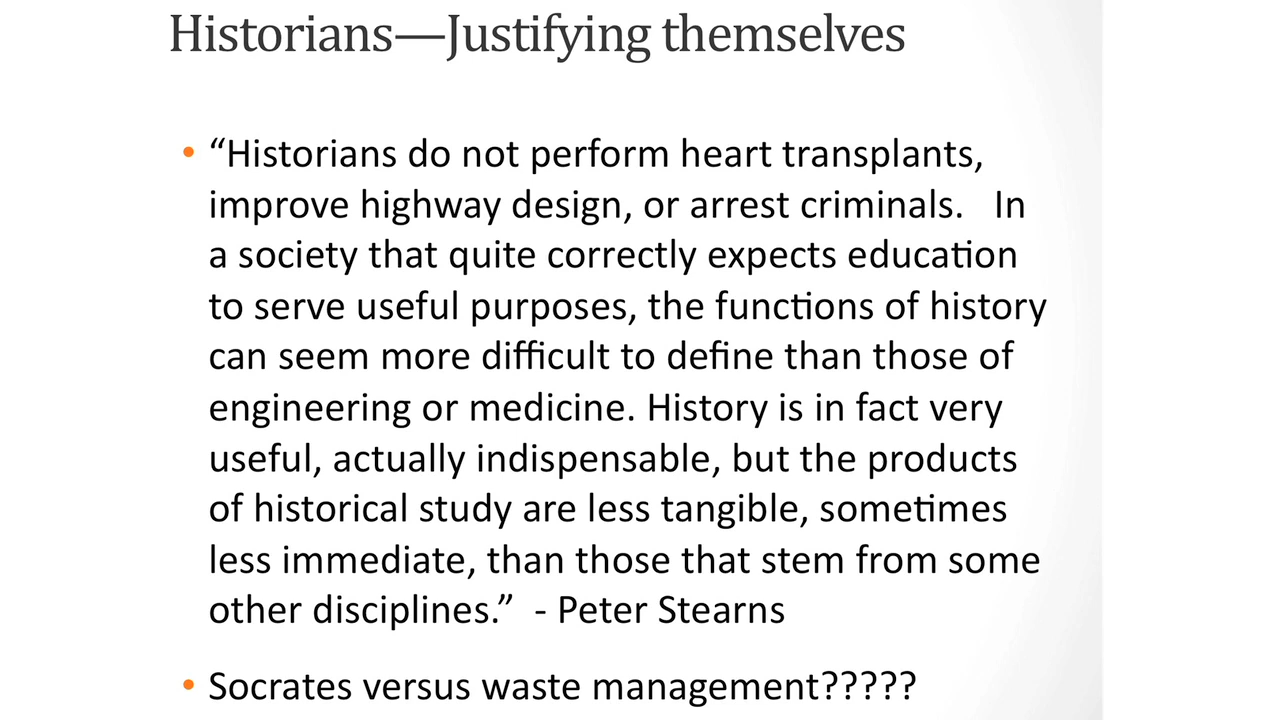 Historians—Justifying themselves
• “Historians do not perform heart transplants,
improve highway design, or arrest criminals.   In
a society that quite correctly expects education
to serve useful purposes, the functions of history
can seem more difficult to define than those of
engineering or medicine. History is in fact very
useful, actually indispensable, but the products
of historical study are less tangible, sometimes
less immediate, than those that stem from some
other disciplines.”  - Peter Stearns
• Socrates versus waste management?????